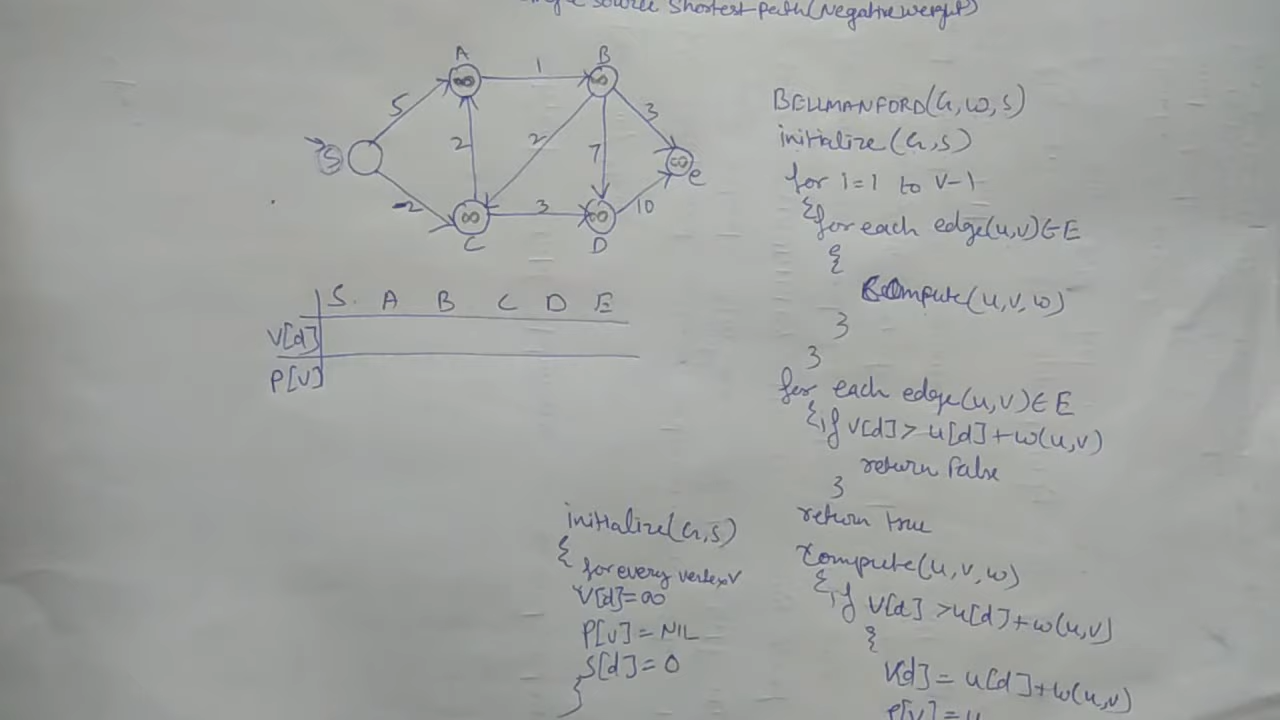 Single source Shortest path (Negative weight)
A
B
1
5
3
S
∞
∞
2
2
7
∞
e
-2
∞
3
∞
10
C
D
S. A B C D E
V[d]
P[v]
BELLMANFORD(G, w, s)
initialize (G, s)
for i=1 to v-1
{for each edge(u,v)∈E
{
Compute(u,v,w)
}
}
for each edge(u,v)∈E
{if v[d] > u[d]+w(u,v)
return False
}
return true
Compute(u,v,w)
{if v[d] >u[d]+w(u,v)
{
v[d] = u[d]+w(u,v)
P[v]=u
initialize(G,s)
{
for every vertex V
V[d]=∞
P[v] = NIL
S[d] = 0
}